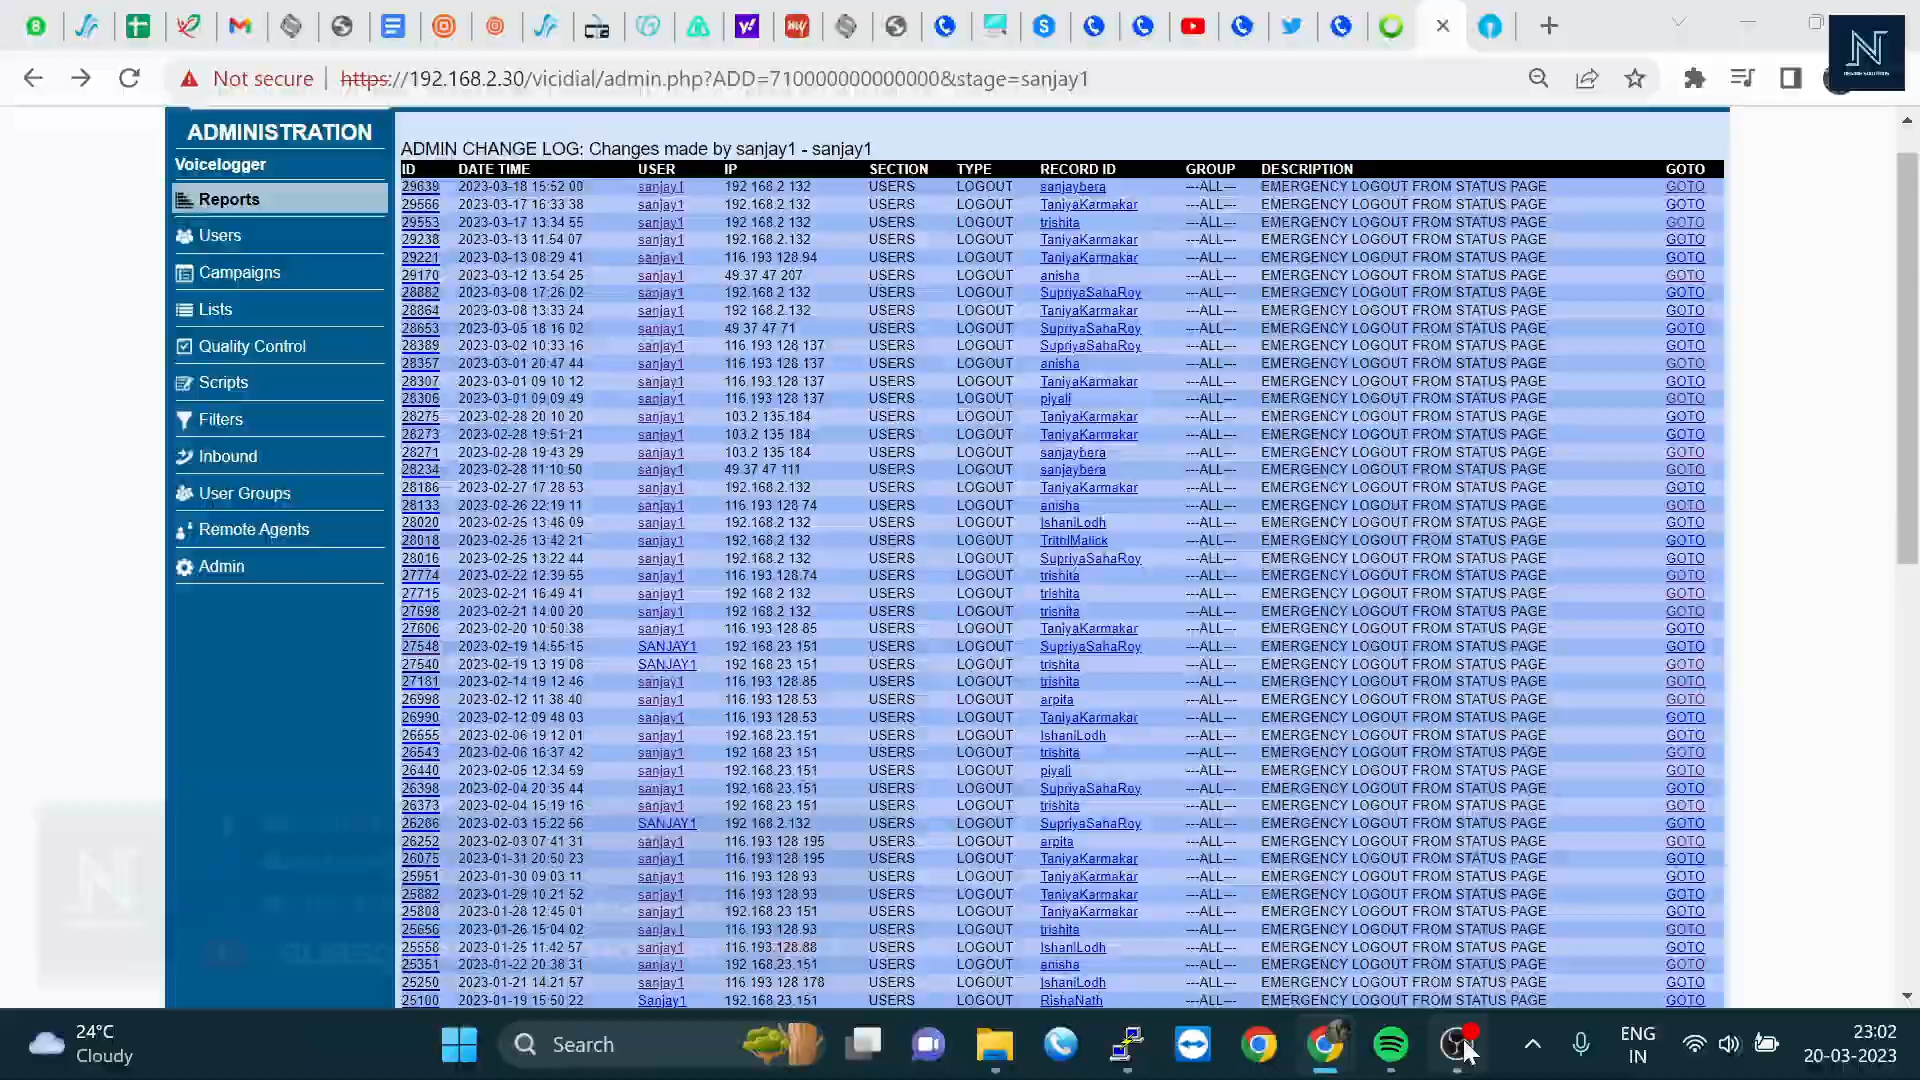 Not secure https://192.168.2.30/vicidial/admin.php?ADD=710000000000000&stage=sanjay1
ADMINISTRATION
Voicelogger
Reports
Users
Campaigns
Lists
Quality Control
Scripts
Filters
Inbound
User Groups
Remote Agents
Admin
ADMIN CHANGE LOG: Changes made by sanjay1 - sanjay1
ID DATE TIME USER IP SECTION TYPE RECORD ID GROUP DESCRIPTION GOTO
29639 2023-03-18 15:52 00 sanjay1 192 168 2 132 USERS LOGOUT sanjaybera ---ALL--- EMERGENCY LOGOUT FROM STATUS PAGE GOTO
29566 2023-03-17 16:33 38 sanjay1 192 168 2 132 USERS LOGOUT TaniyaKarmakar ---ALL--- EMERGENCY LOGOUT FROM STATUS PAGE GOTO
29553 2023-03-17 13:34 55 sanjay1 192 168 2 132 USERS LOGOUT trishita ---ALL--- EMERGENCY LOGOUT FROM STATUS PAGE GOTO
29238 2023-03-13 11:54 07 sanjay1 192 168.2.132 USERS LOGOUT TaniyaKarmakar ---ALL--- EMERGENCY LOGOUT FROM STATUS PAGE GOTO
29221 2023-03-13 08:29 41 sanjay1 116.193 128.94 USERS LOGOUT TaniyaKarmakar ---ALL--- EMERGENCY LOGOUT FROM STATUS PAGE GOTO
29170 2023-03-12 13:54 25 sanjay1 49.37 47 207 USERS LOGOUT anisha ---ALL--- EMERGENCY LOGOUT FROM STATUS PAGE GOTO
28882 2023-03-08 17:26 02 sanjay1 192.168 2 132 USERS LOGOUT SupriyaSahaRoy ---ALL--- EMERGENCY LOGOUT FROM STATUS PAGE GOTO
28864 2023-03-08 13:33 24 sanjay1 192 168 2.132 USERS LOGOUT TaniyaKarmakar ---ALL--- EMERGENCY LOGOUT FROM STATUS PAGE GOTO
28653 2023-03-05 18 16 02 sanjay1 49 37 47 71 USERS LOGOUT SupriyaSahaRoy ---ALL--- EMERGENCY LOGOUT FROM STATUS PAGE GOTO
28389 2023-03-02 10:33 16 sanjay1 116 193 128 137 USERS LOGOUT SupriyaSahaRoy ---ALL--- EMERGENCY LOGOUT FROM STATUS PAGE GOTO
28357 2023-03-01 20:47 44 sanjay1 116 193 128 137 USERS LOGOUT anisha ---ALL--- EMERGENCY LOGOUT FROM STATUS PAGE GOTO
28307 2023-03-01 09 10 12 sanjay1 116 193 128 137 USERS LOGOUT TaniyaKarmakar ---ALL--- EMERGENCY LOGOUT FROM STATUS PAGE GOTO
28306 2023-03-01 09:09 49 sanjay1 116 193 128 137 USERS LOGOUT piyali ---ALL--- EMERGENCY LOGOUT FROM STATUS PAGE GOTO
28275 2023-02-28 20 10 20 sanjay1 103.2 135.184 USERS LOGOUT TaniyaKarmakar ---ALL--- EMERGENCY LOGOUT FROM STATUS PAGE GOTO
28273 2023-02-28 19:51 21 sanjay1 103.2 135 184 USERS LOGOUT TaniyaKarmakar ---ALL--- EMERGENCY LOGOUT FROM STATUS PAGE GOTO
28271 2023-02-28 19:43 29 sanjay1 103.2 135 184 USERS LOGOUT sanjaybera ---ALL--- EMERGENCY LOGOUT FROM STATUS PAGE GOTO
28234 2023-02-28 11:10:50 sanjay1 49 37 47 111 USERS LOGOUT sanjaybera ---ALL--- EMERGENCY LOGOUT FROM STATUS PAGE GOTO
28186 2023-02-27 17:28 53 sanjay1 192.168.2.132 USERS LOGOUT TaniyaKarmakar ---ALL--- EMERGENCY LOGOUT FROM STATUS PAGE GOTO
28133 2023-02-26 22:19 11 sanjay1 116.193 128 74 USERS LOGOUT anisha ---ALL--- EMERGENCY LOGOUT FROM STATUS PAGE GOTO
28020 2023-02-25 13:46 09 sanjay1 192.168 2 132 USERS LOGOUT IshaniLodh ---ALL--- EMERGENCY LOGOUT FROM STATUS PAGE GOTO
28018 2023-02-25 13:42 21 sanjay1 192 168 2.132 USERS LOGOUT TrithiMalick ---ALL--- EMERGENCY LOGOUT FROM STATUS PAGE GOTO
28016 2023-02-25 13:22 44 sanjay1 192 168 2 132 USERS LOGOUT SupriyaSahaRoy ---ALL--- EMERGENCY LOGOUT FROM STATUS PAGE GOTO
27774 2023-02-22 12:39 55 sanjay1 116.193 128.74 USERS LOGOUT trishita ---ALL--- EMERGENCY LOGOUT FROM STATUS PAGE GOTO
27715 2023-02-21 16:49 41 sanjay1 192 168 2 132 USERS LOGOUT trishita ---ALL--- EMERGENCY LOGOUT FROM STATUS PAGE GOTO
27698 2023-02-21 14:00 20 sanjay1 192 168 2 132 USERS LOGOUT trishita ---ALL--- EMERGENCY LOGOUT FROM STATUS PAGE GOTO
27606 2023-02-20 10:50:38 sanjay1 116.193 128 85 USERS LOGOUT TaniyaKarmakar ---ALL--- EMERGENCY LOGOUT FROM STATUS PAGE GOTO
27548 2023-02-19 14:55:15 SANJAY1 192 168 23 151 USERS LOGOUT SupriyaSahaRoy ---ALL--- EMERGENCY LOGOUT FROM STATUS PAGE GOTO
27540 2023-02-19 13 19 08 SANJAY1 192 168 23 151 USERS LOGOUT trishita ---ALL--- EMERGENCY LOGOUT FROM STATUS PAGE GOTO
27181 2023-02-14 19 12 46 sanjay1 116.193 128.85 USERS LOGOUT trishita ---ALL--- EMERGENCY LOGOUT FROM STATUS PAGE GOTO
26998 2023-02-12 11 38 40 sanjay1 116.193 128.53 USERS LOGOUT arpita ---ALL--- EMERGENCY LOGOUT FROM STATUS PAGE GOTO
26990 2023-02-12 09 48 03 sanjay1 116 193 128.53 USERS LOGOUT TaniyaKarmakar ---ALL--- EMERGENCY LOGOUT FROM STATUS PAGE GOTO
26655 2023-02-06 19 12 01 sanjay1 192.168 23.151 USERS LOGOUT IshaniLodh ---ALL--- EMERGENCY LOGOUT FROM STATUS PAGE GOTO
26543 2023-02-06 16:37 42 sanjay1 192.168 23.151 USERS LOGOUT trishita ---ALL--- EMERGENCY LOGOUT FROM STATUS PAGE GOTO
26440 2023-02-05 12.34 59 sanjay1 192.168 23.151 USERS LOGOUT piyali ---ALL--- EMERGENCY LOGOUT FROM STATUS PAGE GOTO
26398 2023-02-04 20:35 44 sanjay1 192.168 23.151 USERS LOGOUT SupriyaSahaRoy ---ALL--- EMERGENCY LOGOUT FROM STATUS PAGE GOTO
26373 2023-02-04 15:19 16 sanjay1 192.168 23.151 USERS LOGOUT trishita ---ALL--- EMERGENCY LOGOUT FROM STATUS PAGE GOTO
26286 2023-02-03 15:22 56 SANJAY1 192 168 2.132 USERS LOGOUT SupriyaSahaRoy ---ALL--- EMERGENCY LOGOUT FROM STATUS PAGE GOTO
26252 2023-02-03 07:41 31 sanjay1 116 193 128 195 USERS LOGOUT arpita ---ALL--- EMERGENCY LOGOUT FROM STATUS PAGE GOTO
26075 2023-01-31 20:50 23 sanjay1 116 193 128 195 USERS LOGOUT TaniyaKarmakar ---ALL--- EMERGENCY LOGOUT FROM STATUS PAGE GOTO
25951 2023-01-30 09:03 11 sanjay1 116 193 128 93 USERS LOGOUT TaniyaKarmakar ---ALL--- EMERGENCY LOGOUT FROM STATUS PAGE GOTO
25882 2023-01-29 10:21 52 sanjay1 116 193 128 93 USERS LOGOUT TaniyaKarmakar ---ALL--- EMERGENCY LOGOUT FROM STATUS PAGE GOTO
25808 2023-01-28 12:45 01 sanjay1 192.168 23 151 USERS LOGOUT TaniyaKarmakar ---ALL--- EMERGENCY LOGOUT FROM STATUS PAGE GOTO
25656 2023-01-26 15:04 02 sanjay1 116 193 128.93 USERS LOGOUT trishita ---ALL--- EMERGENCY LOGOUT FROM STATUS PAGE GOTO
25558 2023-01-25 11.42 57 sanjay1 116.193.128.88 USERS LOGOUT IshaniLodh ---ALL--- EMERGENCY LOGOUT FROM STATUS PAGE GOTO
25351 2023-01-22 20:38 31 sanjay1 192 168.23.151 USERS LOGOUT anisha ---ALL--- EMERGENCY LOGOUT FROM STATUS PAGE GOTO
25250 2023-01-21 14.21 57 sanjay1 116 193 128 178 USERS LOGOUT IshaniLodh ---ALL--- EMERGENCY LOGOUT FROM STATUS PAGE GOTO
25100 2023-01-19 15:50 22 Sanjay1 192.168 23.151 USERS LOGOUT RishaNath ---ALL--- EMERGENCY LOGOUT FROM STATUS PAGE GOTO
24°C
Cloudy
Search
ENG
IN
23:02
20-03-2023